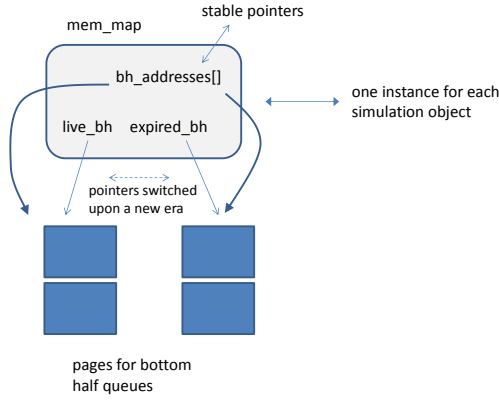 stable pointers
mem_map
bh_addresses[]
one instance for each
simulation object
live_bh expired_bh
pointers switched
upon a new era
pages for bottom
half queues